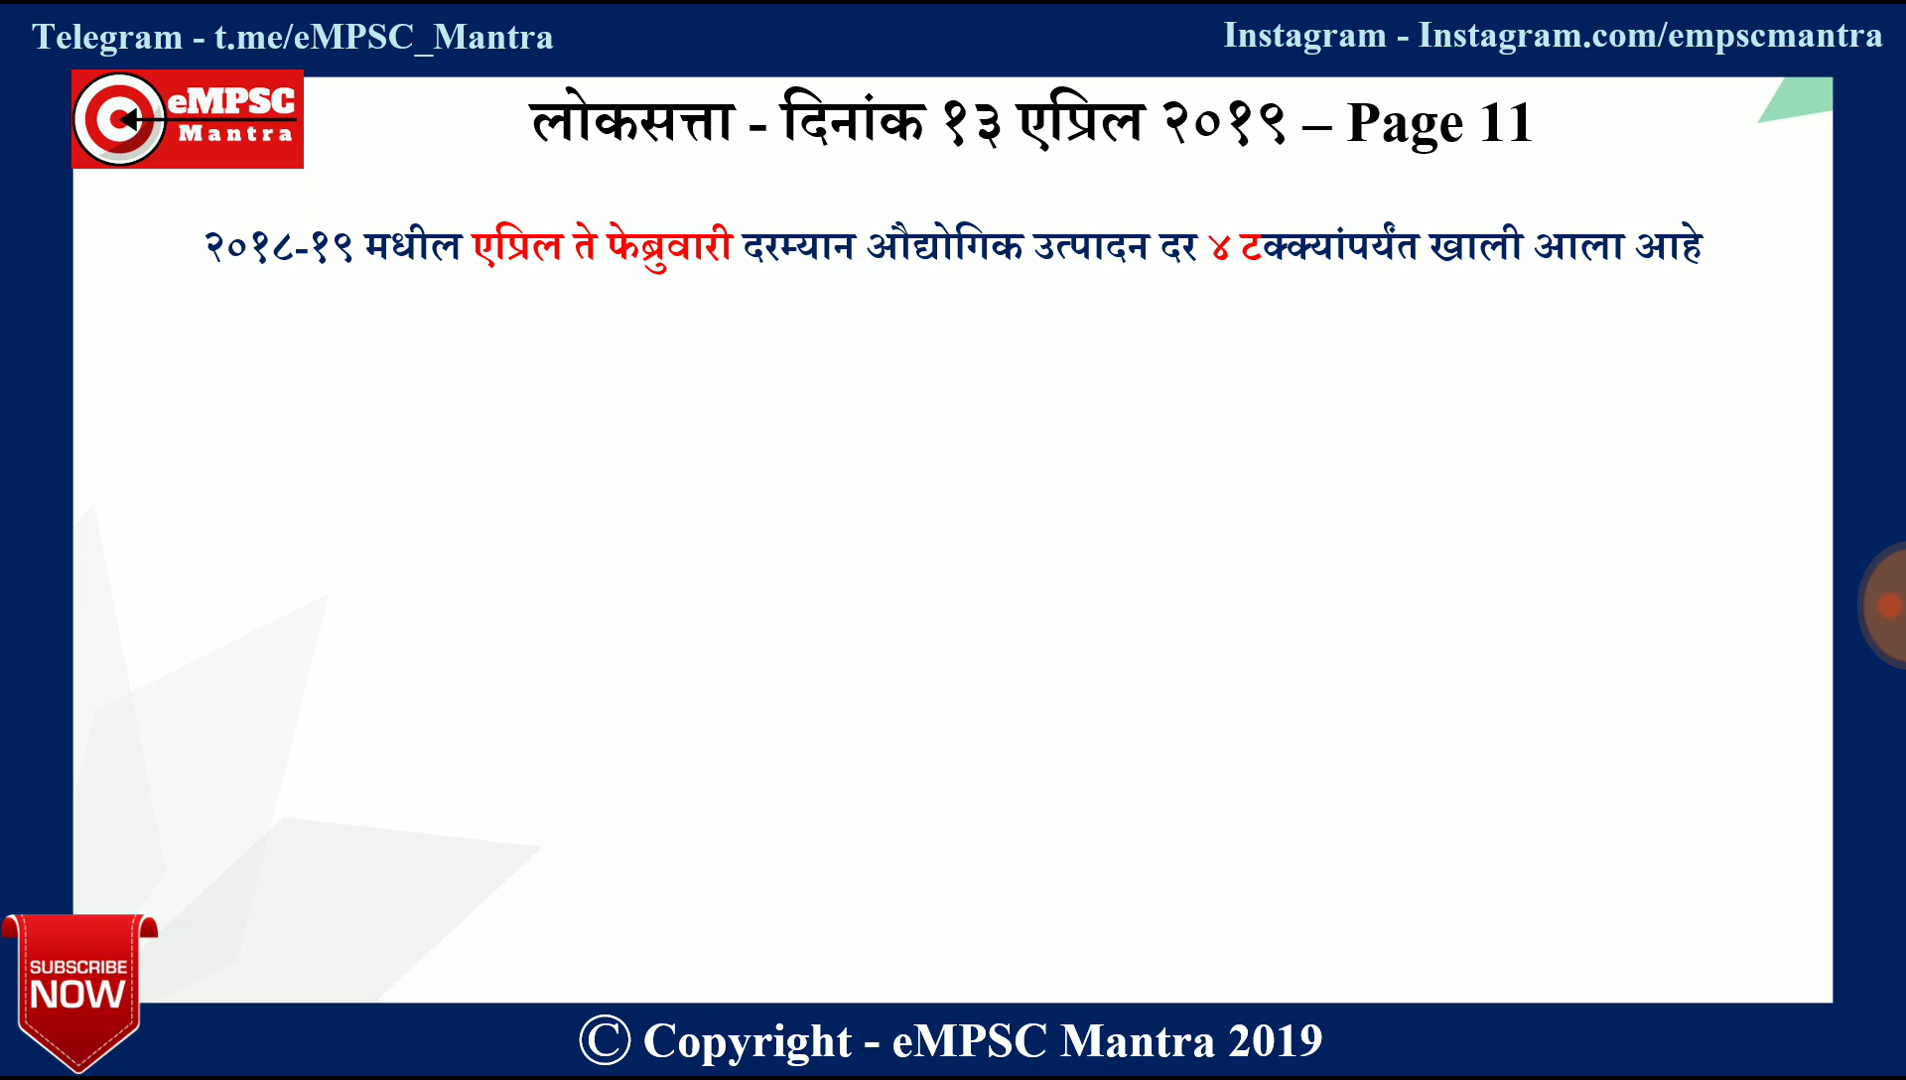 Telegram - t.me/eMPSC_Mantra
Instagram - Instagram.com/empscmantra
eMPSC
Mantra
लोकसत्ता - दिनांक १३ एप्रिल २०१९ – Page 11
२०१८-१९ मधील एप्रिल ते फेब्रुवारी दरम्यान औद्योगिक उत्पादन दर ४ टक्क्यांपर्यंत खाली आला आहे
SUBSCRIBE
NOW
© Copyright - eMPSC Mantra 2019